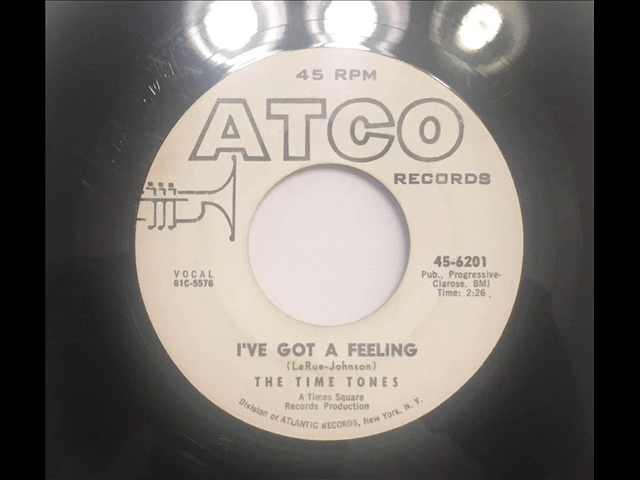 45 RPM
ATCO
RECORDS
VOCAL
61C-5576
45-6201
Pub., Progressive-
Clarose, BMI
Time: 2:26
I'VE GOT A FEELING
(LaRue-Johnson)
THE TIME TONES
A Times Square
Records Production
Division of ATLANTIC RECORDS, New York, N. Y.